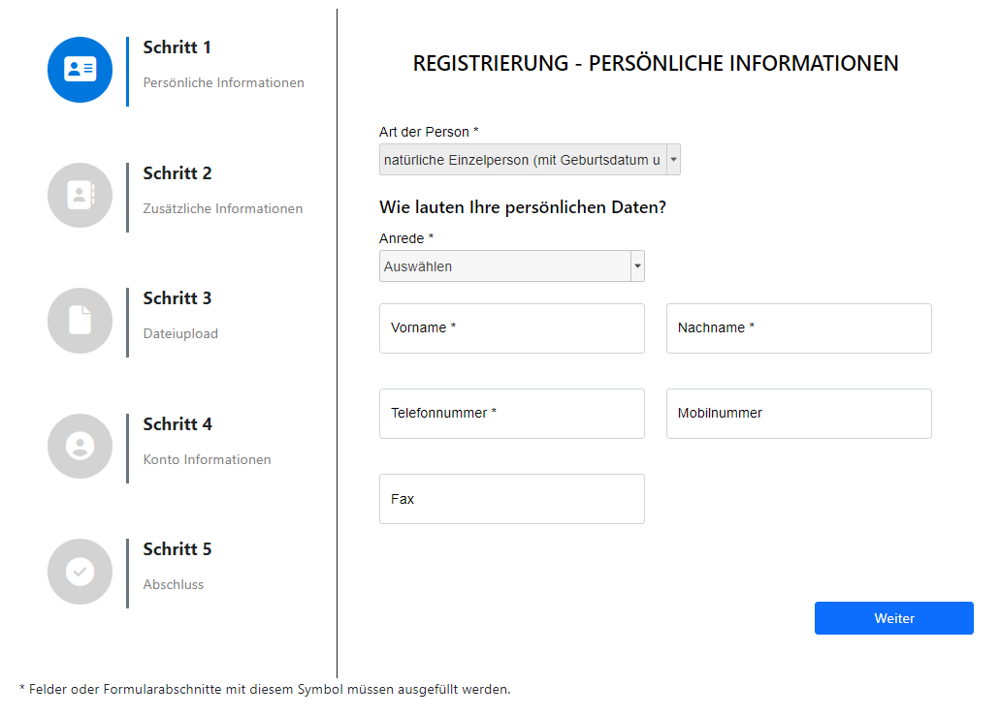 Schritt 1
Persönliche Informationen
Schritt 2
Zusätzliche Informationen
Schritt 3
Dateiupload
Schritt 4
Konto Informationen
Schritt 5
Abschluss
REGISTRIERUNG - PERSÖNLICHE INFORMATIONEN
Art der Person *
natürliche Einzelperson (mit Geburtsdatum u
Wie lauten Ihre persönlichen Daten?
Anrede *
Auswählen
Vorname *
Nachname *
Telefonnummer *
Mobilnummer
Fax
Weiter
* Felder oder Formularabschnitte mit diesem Symbol müssen ausgefüllt werden.